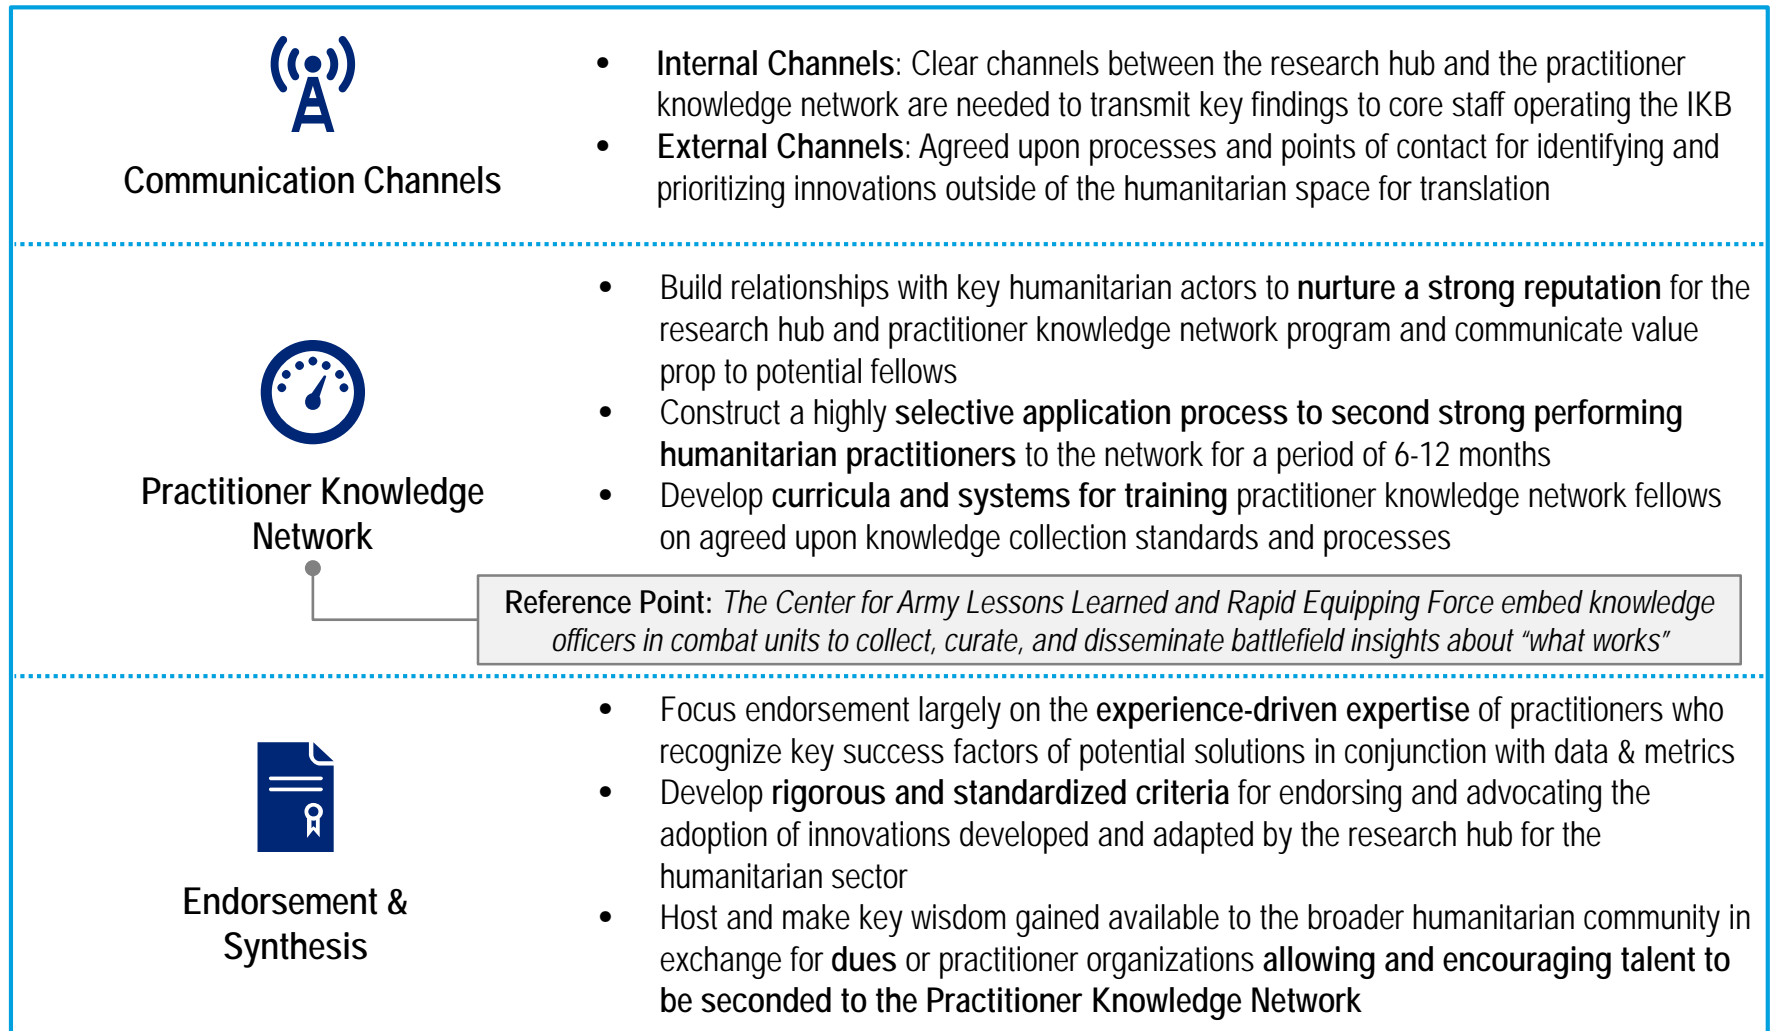 Communication Channels
• Internal Channels: Clear channels between the research hub and the practitioner
knowledge network are needed to transmit key findings to core staff operating the IKB
• External Channels: Agreed upon processes and points of contact for identifying and
prioritizing innovations outside of the humanitarian space for translation
Practitioner Knowledge
Network
• Build relationships with key humanitarian actors to nurture a strong reputation for the
research hub and practitioner knowledge network program and communicate value
prop to potential fellows
• Construct a highly selective application process to second strong performing
humanitarian practitioners to the network for a period of 6-12 months
• Develop curricula and systems for training practitioner knowledge network fellows
on agreed upon knowledge collection standards and processes
Reference Point: The Center for Army Lessons Learned and Rapid Equipping Force embed knowledge
officers in combat units to collect, curate, and disseminate battlefield insights about “what works”
Endorsement &
Synthesis
• Focus endorsement largely on the experience-driven expertise of practitioners who
recognize key success factors of potential solutions in conjunction with data & metrics
• Develop rigorous and standardized criteria for endorsing and advocating the
adoption of innovations developed and adapted by the research hub for the
humanitarian sector
• Host and make key wisdom gained available to the broader humanitarian community in
exchange for dues or practitioner organizations allowing and encouraging talent to
be seconded to the Practitioner Knowledge Network